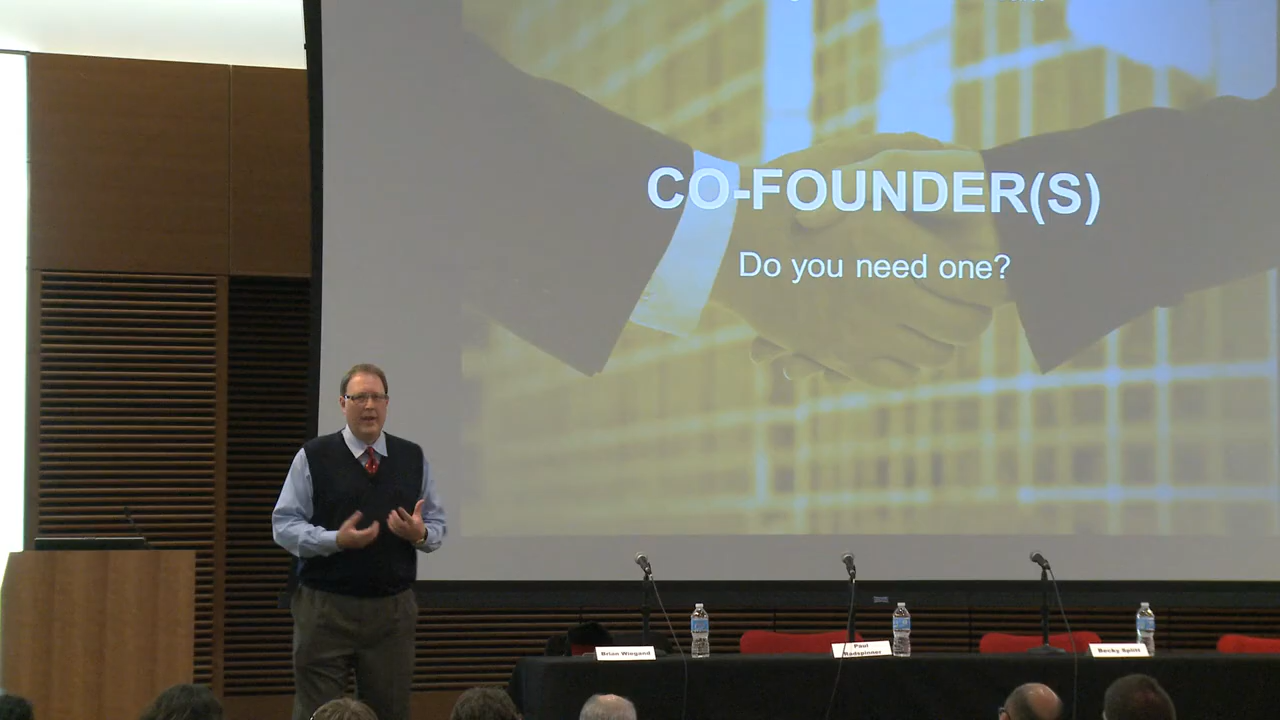 CO-FOUNDER(S)
Do you need one?
Brian Wiegand
Paul
Radspinner
Becky Splitt